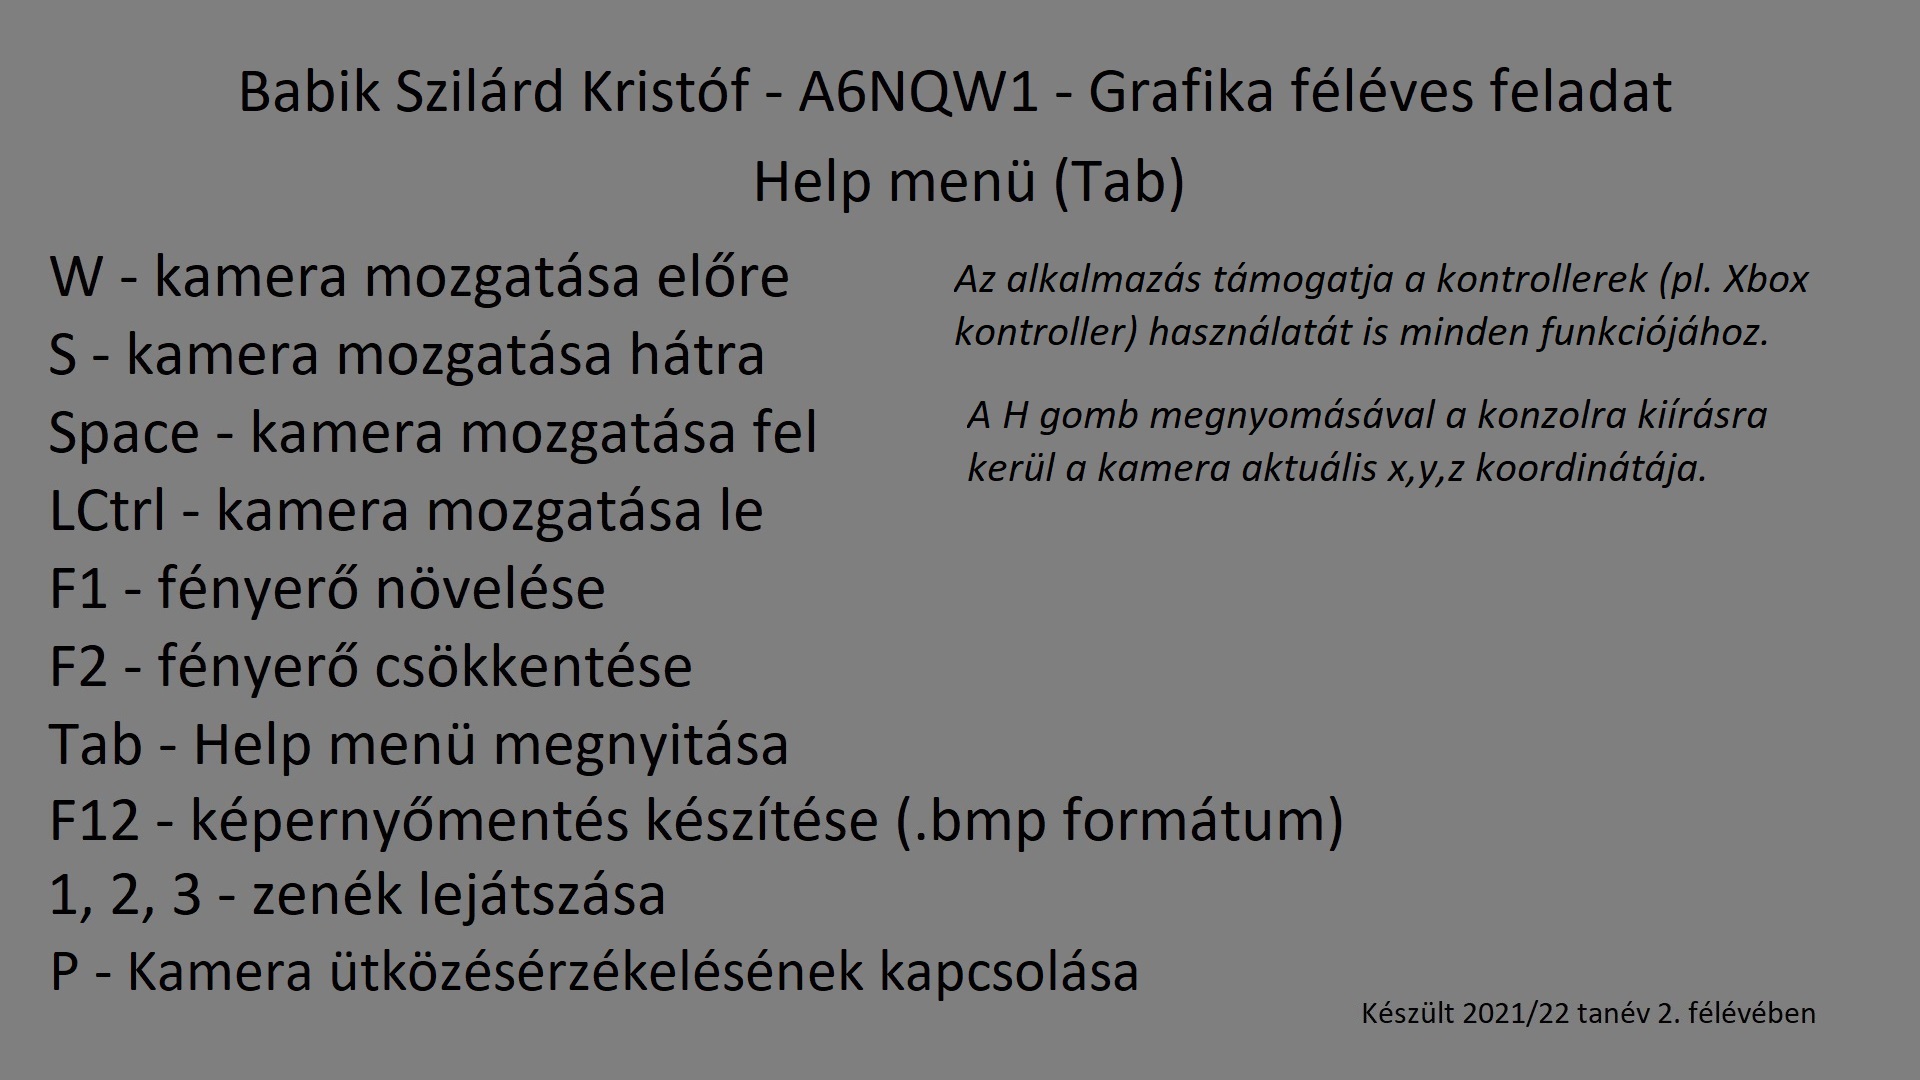 Babik Szilárd Kristóf - A6NQW1 - Grafika féléves feladat
Help menü (Tab)
W - kamera mozgatása előre
S - kamera mozgatása hátra
Space - kamera mozgatása fel
LCtrl - kamera mozgatása le
F1 - fényerő növelése
F2 - fényerő csökkentése
Tab - Help menü megnyitása
F12 - képernyőmentés készítése (.bmp formátum)
1, 2, 3 - zenék lejátszása
P - Kamera ütközésérzékelésének kapcsolása
Az alkalmazás támogatja a kontrollerek (pl. Xbox
kontroller) használatát is minden funkciójához.
A H gomb megnyomásával a konzolra kiírásra
kerül a kamera aktuális x,y,z koordinátája.
Készült 2021/22 tanév 2. félévében